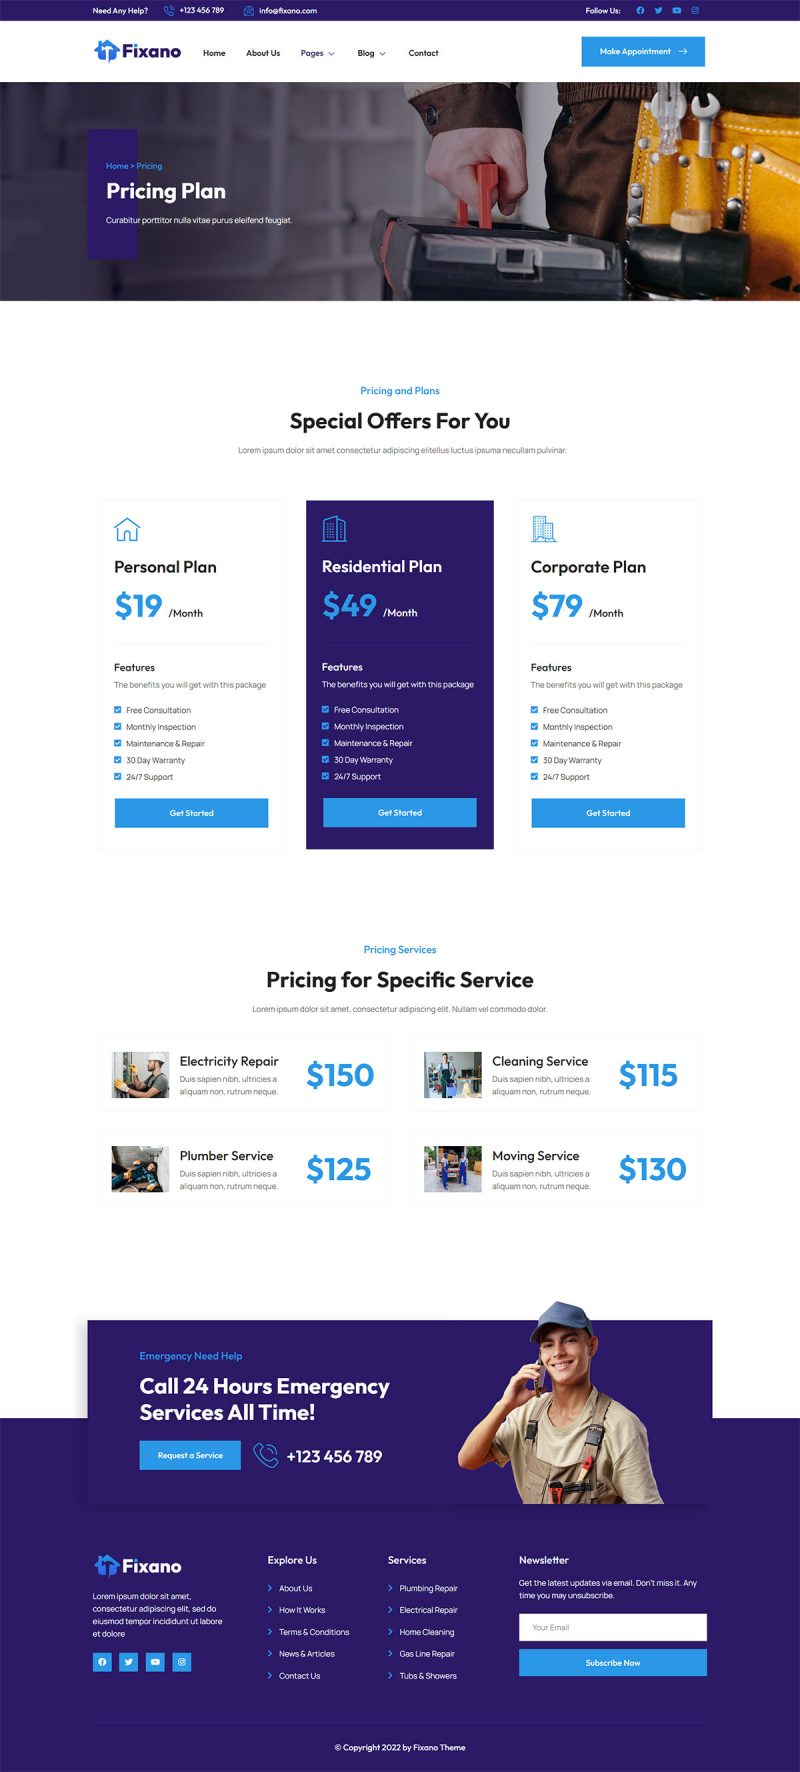 Need Any Help?
+123 456 789
info@fixano.com
Follow Us:
Fixano
Home
About Us
Pages
Blog
Contact
Make Appointment
Home > Pricing
Pricing Plan
Curabitur porttitor nulla vitae purus eleifend feugiat.
Pricing and Plans
Special Offers For You
Lorem ipsum dolor sit amet consectetur adipiscing elitellus luctus ipsuma necullam pulvinar.
Personal Plan
$19 /Month
Features
The benefits you will get with this package
Free Consultation
Monthly Inspection
Maintenance & Repair
30 Day Warranty
24/7 Support
Get Started
Residential Plan
$49 /Month
Features
The benefits you will get with this package
Free Consultation
Monthly Inspection
Maintenance & Repair
30 Day Warranty
24/7 Support
Get Started
Corporate Plan
$79 /Month
Features
The benefits you will get with this package
Free Consultation
Monthly Inspection
Maintenance & Repair
30 Day Warranty
24/7 Support
Get Started
Pricing Services
Pricing for Specific Service
Lorem ipsum dolor sit amet, consectetur adipiscing elit. Nullam vel commodo dolor.
Electricity Repair
Duis sapien nibh, ultricies a
aliquam non, rutrum neque.
$150
Cleaning Service
Duis sapien nibh, ultricies a
aliquam non, rutrum neque.
$115
Plumber Service
Duis sapien nibh, ultricies a
aliquam non, rutrum neque.
$125
Moving Service
Duis sapien nibh, ultricies a
aliquam non, rutrum neque.
$130
Emergency Need Help
Call 24 Hours Emergency
Services All Time!
Request a Service
+123 456 789
Fixano
Lorem ipsum dolor sit amet,
consectetur adipiscing elit, sed do
eiusmod tempor incididunt ut labore
et dolore
Explore Us
About Us
How It Works
Terms & Conditions
News & Articles
Contact Us
Services
Plumbing Repair
Electrical Repair
Home Cleaning
Gas Line Repair
Tubs & Showers
Newsletter
Get the latest updates via email. Don't miss it. Any
time you may unsubscribe.
Your Email
Subscribe Now
© Copyright 2022 by Fixano Theme